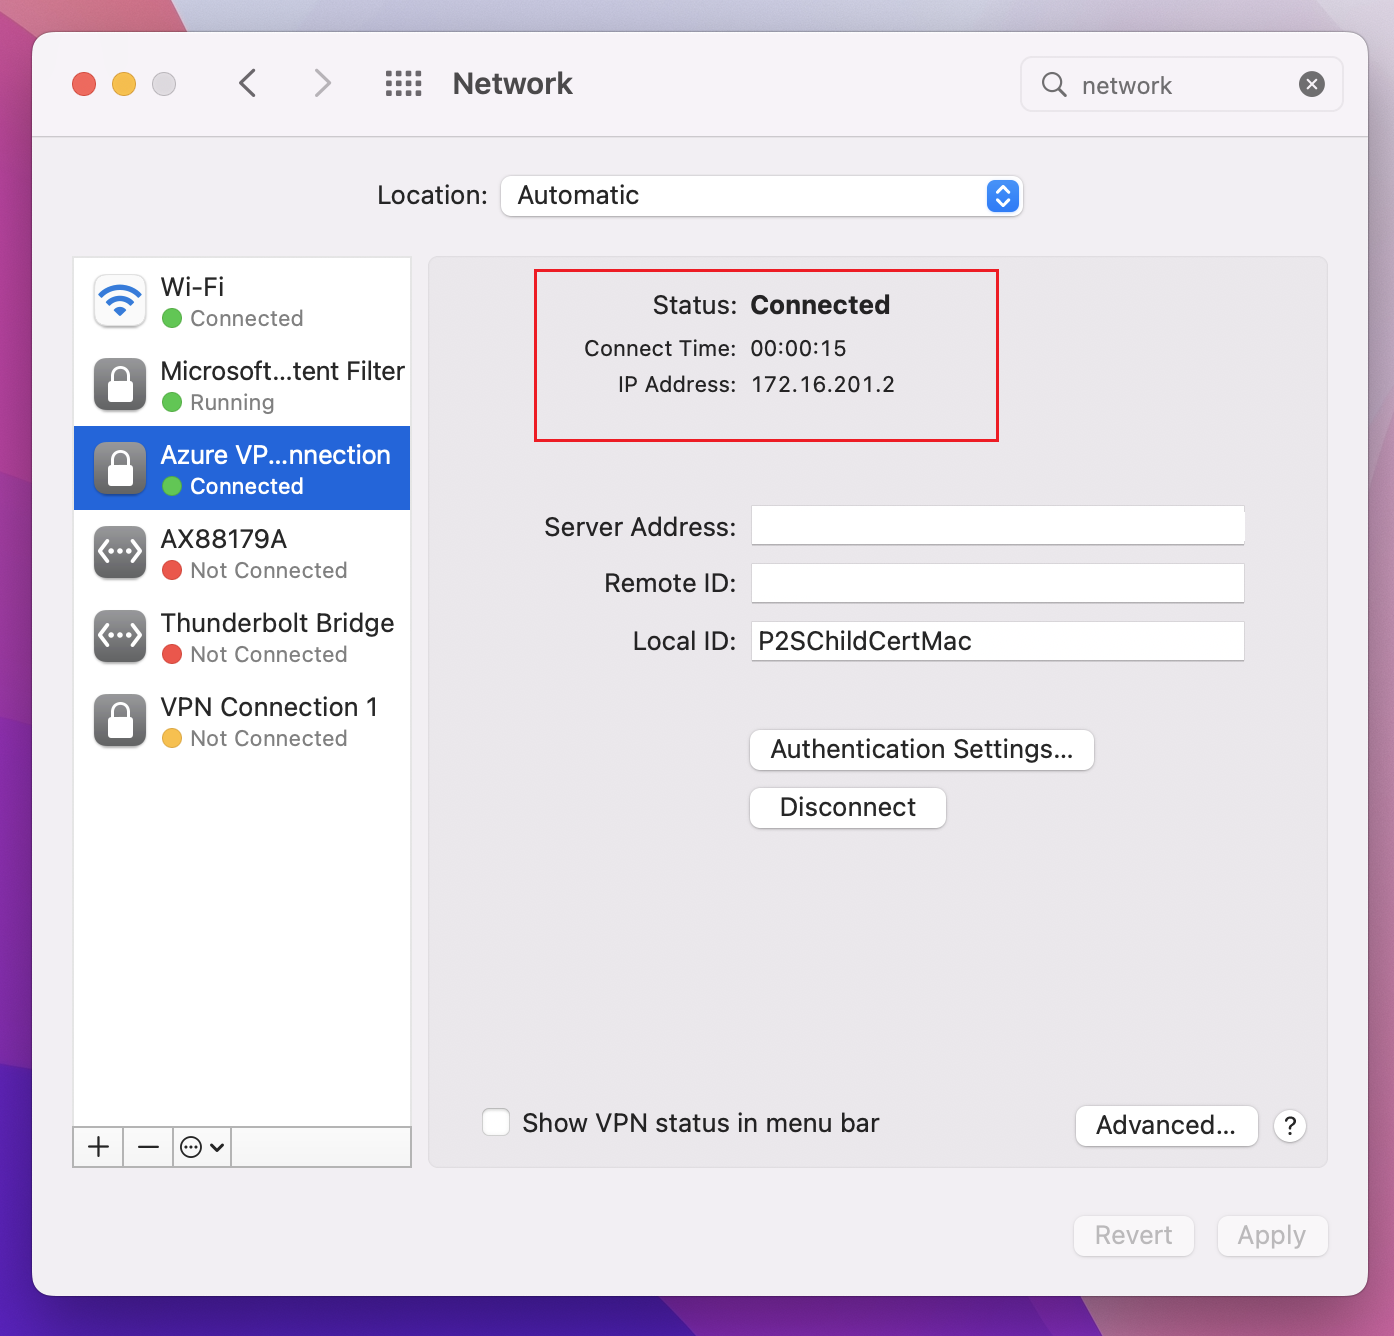 Network
network
Location: Automatic
Wi-Fi
Connected
Microsoft...tent Filter
Running
Azure VP...nnection
Connected
AX88179A
Not Connected
Thunderbolt Bridge
Not Connected
VPN Connection 1
Not Connected
Status: Connected
Connect Time: 00:00:15
IP Address: 172.16.201.2
Server Address:
Remote ID:
Local ID: P2SChildCertMac
Authentication Settings...
Disconnect
Show VPN status in menu bar
Advanced...
?
Revert
Apply